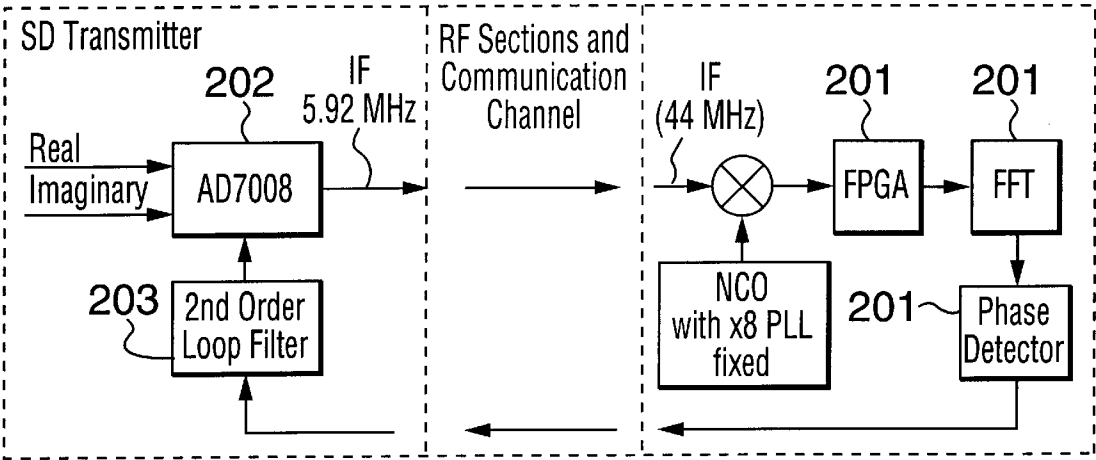 SD Transmitter
202
IF
5.92 MHz
Real
Imaginary
AD7008
203
2nd Order
Loop Filter
RF Sections and
Communication
Channel
IF
(44 MHz)
201
201
FPGA
FFT
NCO
with x8 PLL
fixed
201
Phase
Detector